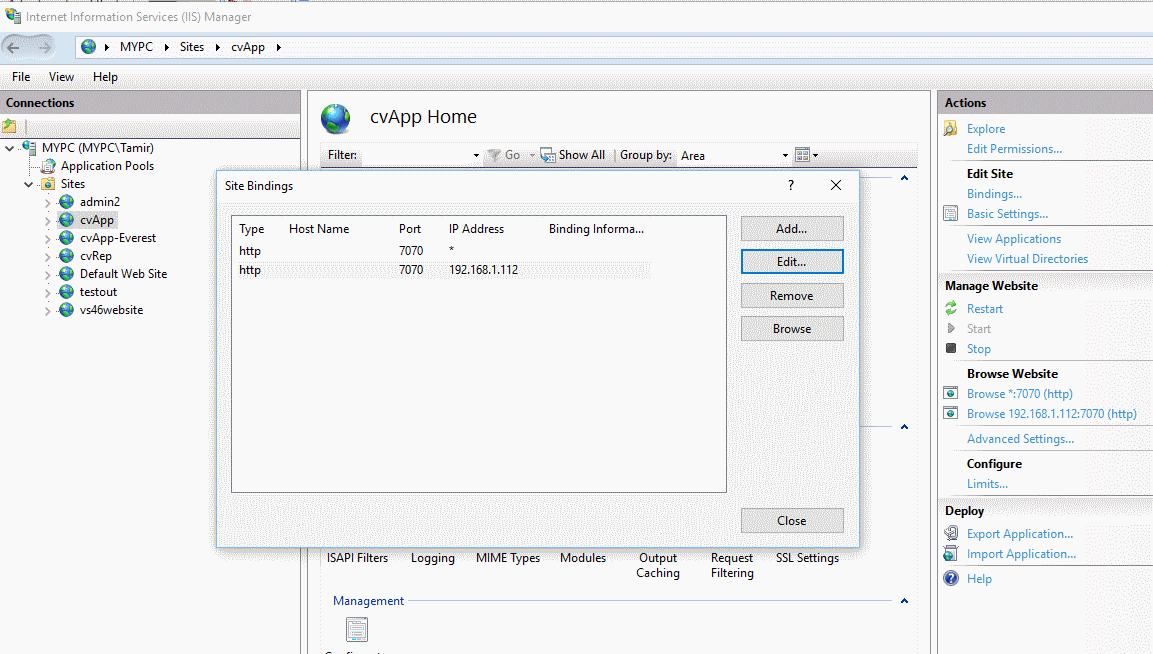 Internet Information Services (IIS) Manager
MYPC Sites cvApp
File View Help
Connections
MYPC (MYPC\Tamir)
Application Pools
Sites
admin2
cvApp
cvApp-Everest
cvRep
Default Web Site
testout
vs46website
cvApp Home
Filter: Go Show All Group by: Area
Site Bindings
?
Type Host Name Port IP Address Binding Informa...
http 7070 *
http 7070 192.168.1.112
Add...
Edit...
Remove
Browse
Close
ISAPI Filters Logging MIME Types Modules Output Caching Request Filtering SSL Settings
Management
Actions
Explore
Edit Permissions...
Edit Site
Bindings...
Basic Settings...
View Applications
View Virtual Directories
Manage Website
Restart
Start
Stop
Browse Website
Browse *:7070 (http)
Browse 192.168.1.112:7070 (http)
Advanced Settings...
Configure
Limits...
Deploy
Export Application...
Import Application...
Help